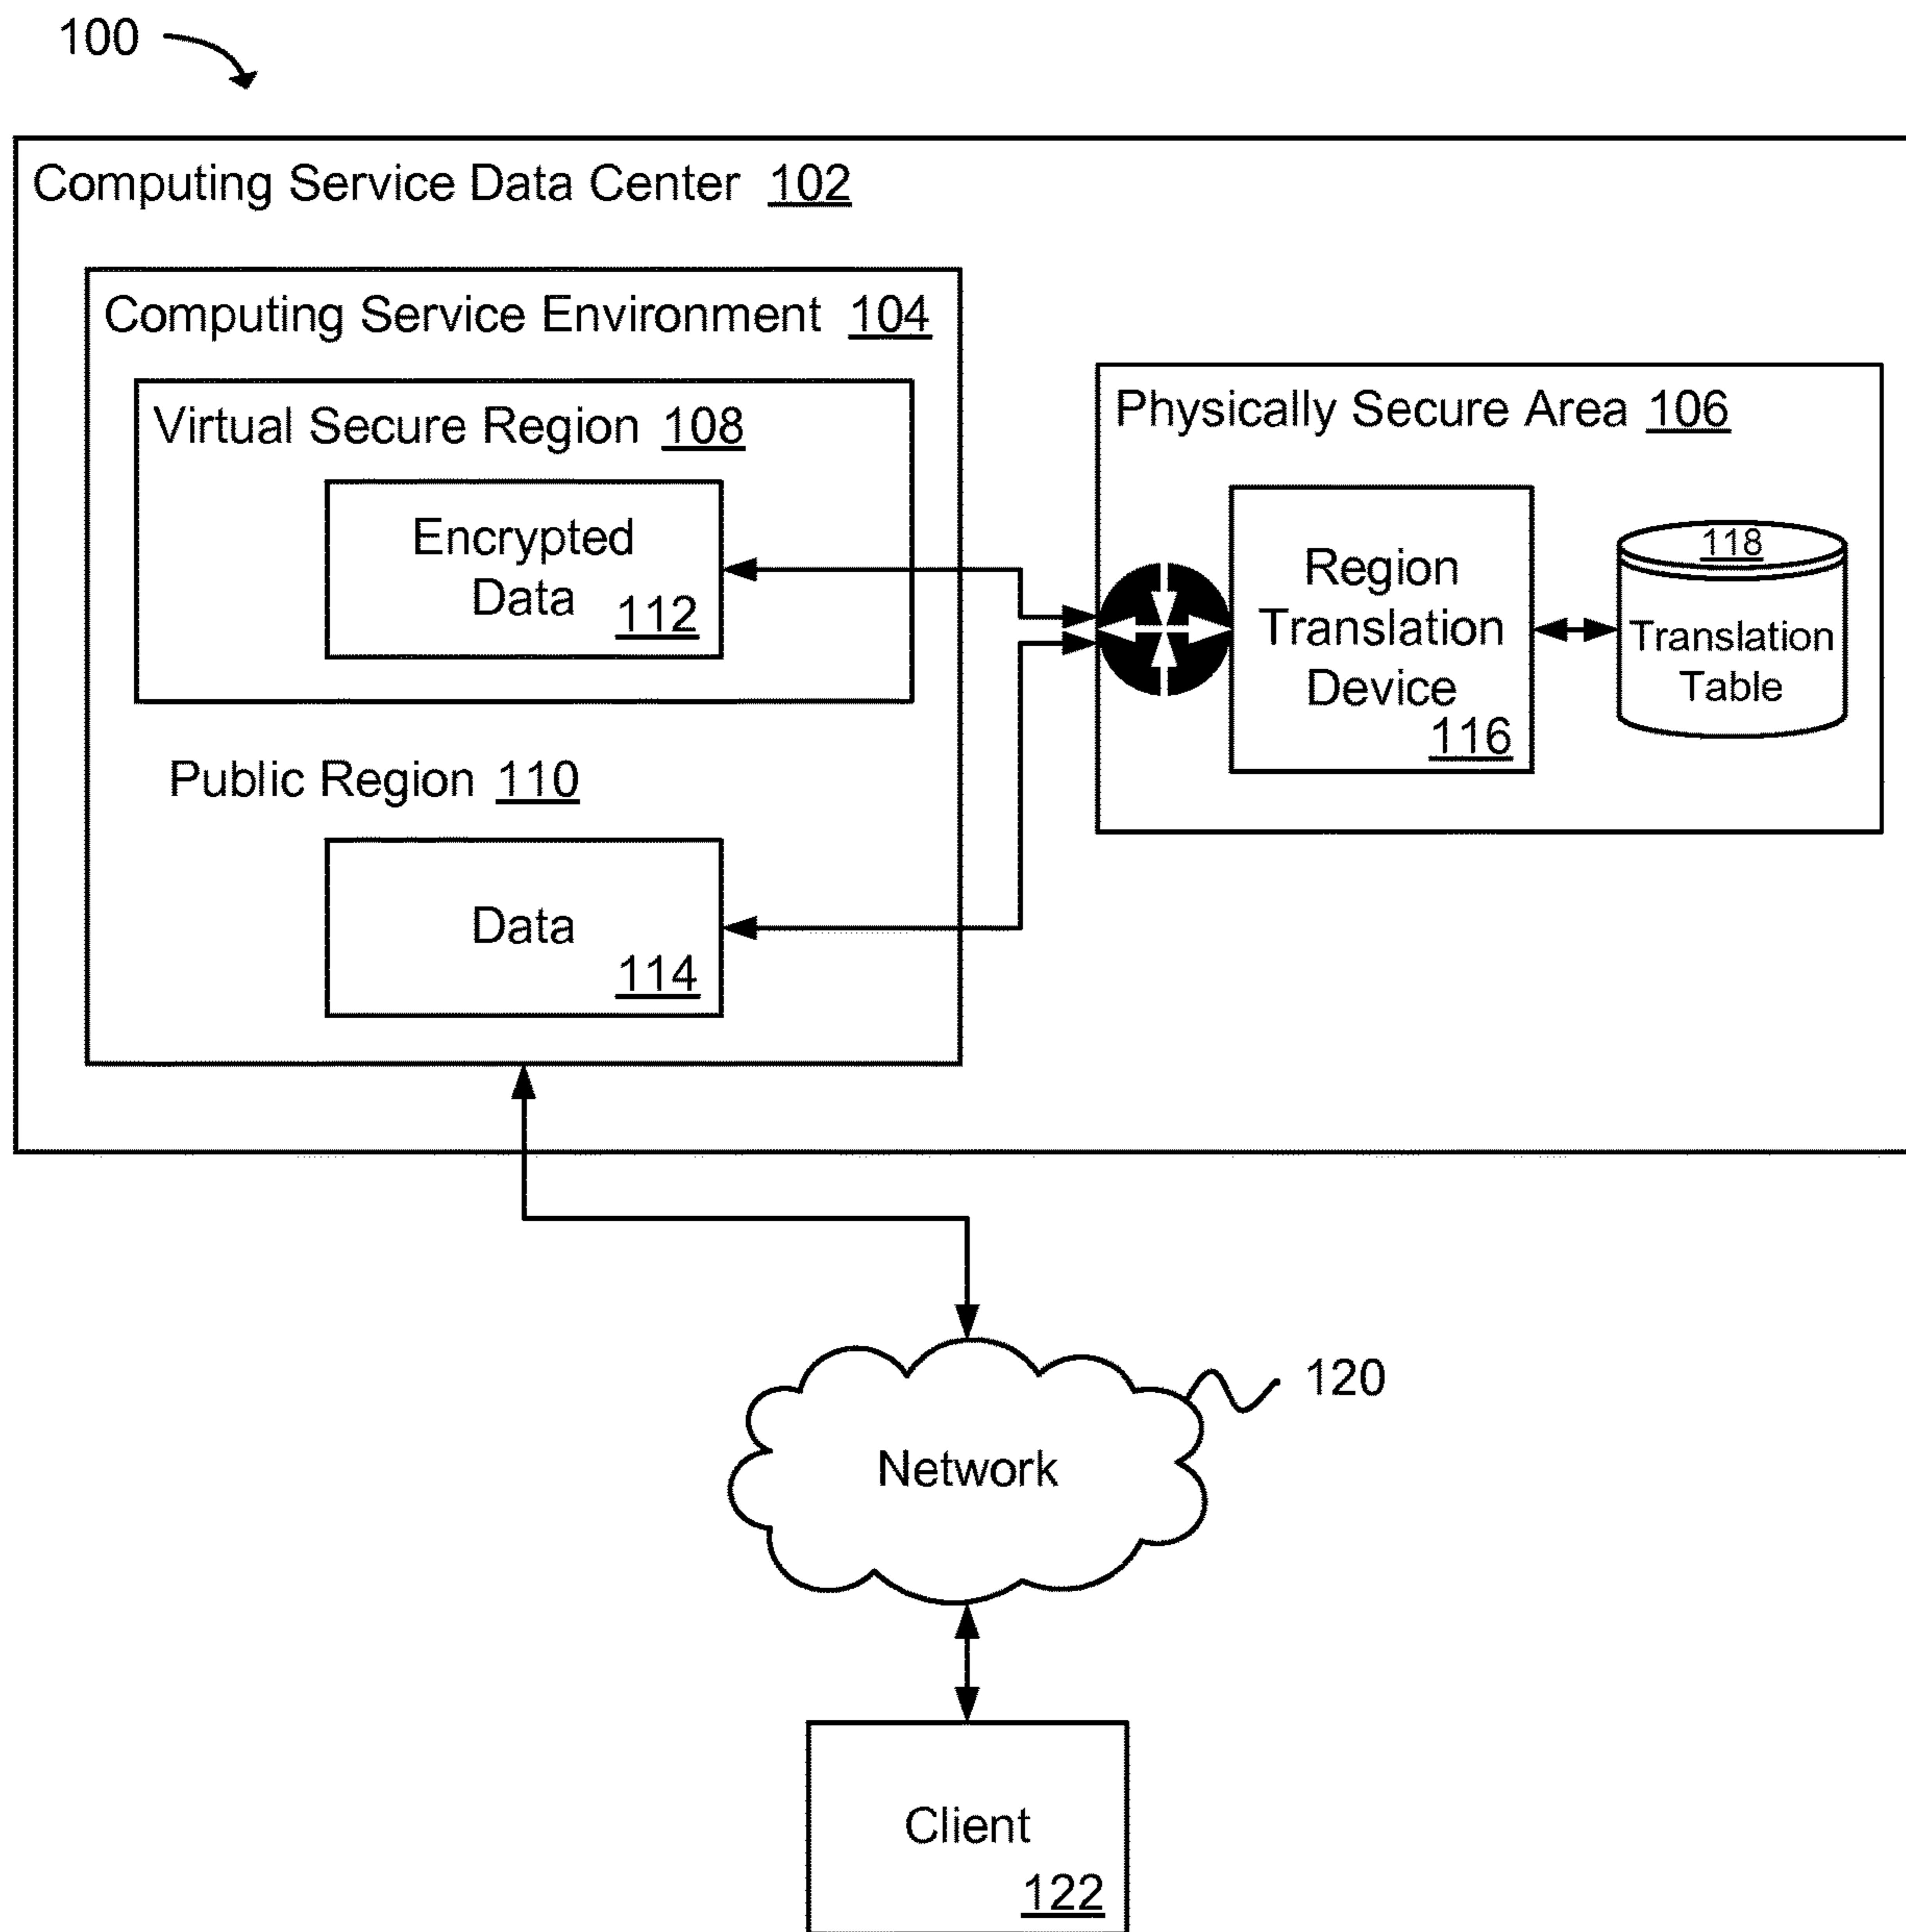 100
Computing Service Data Center 102
Computing Service Environment 104
Virtual Secure Region 108
Encrypted
Data 112
Physically Secure Area 106
Region
Translation
Device
116
118
Translation
Table
Public Region 110
Data
114
120
Network
Client
122